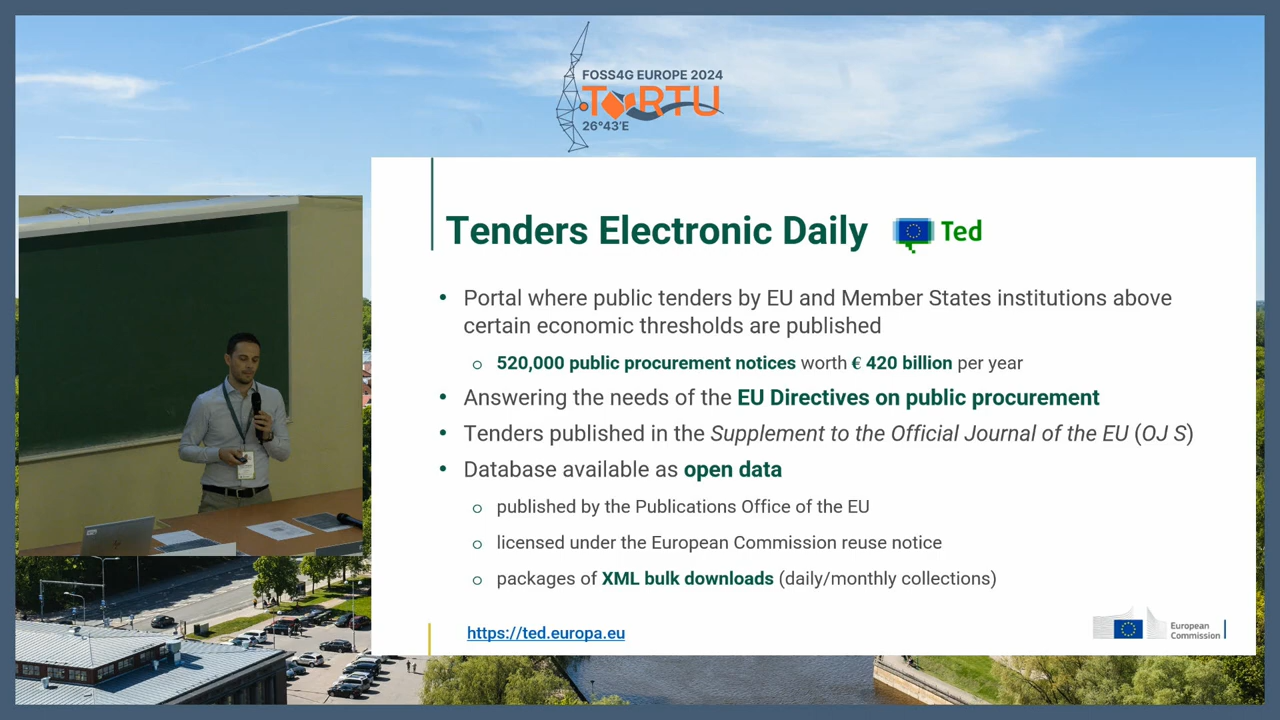 FOSS4G EUROPE 2024
TARTU
26°43'E
Tenders Electronic Daily
Ted
• Portal where public tenders by EU and Member States institutions above
certain economic thresholds are published
○ 520,000 public procurement notices worth € 420 billion per year
• Answering the needs of the EU Directives on public procurement
• Tenders published in the Supplement to the Official Journal of the EU (OJ S)
• Database available as open data
○ published by the Publications Office of the EU
○ licensed under the European Commission reuse notice
○ packages of XML bulk downloads (daily/monthly collections)
https://ted.europa.eu
European
Commission